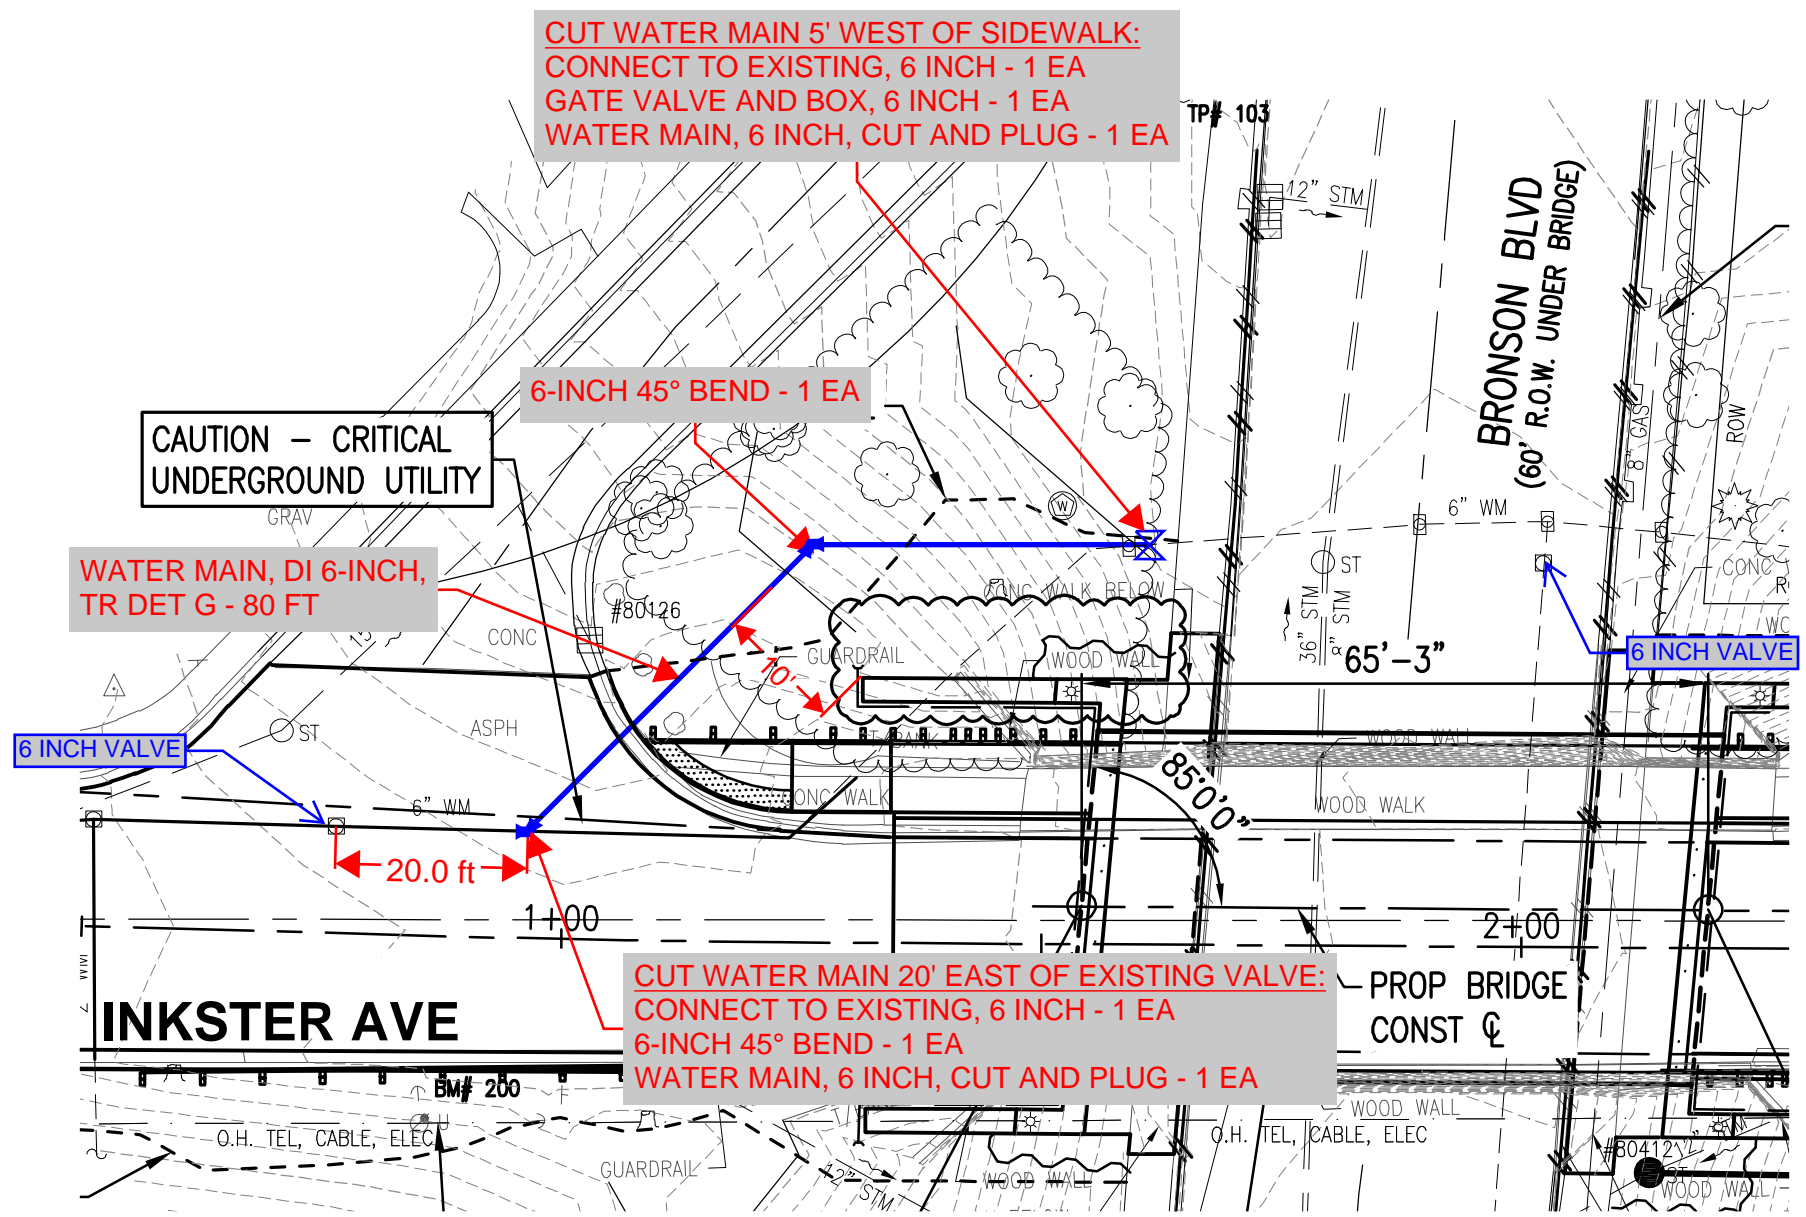 CUT WATER MAIN 5' WEST OF SIDEWALK:
CONNECT TO EXISTING, 6 INCH - 1 EA
GATE VALVE AND BOX, 6 INCH - 1 EA
WATER MAIN, 6 INCH, CUT AND PLUG - 1 EA
TP# 103
12" STM
BRONSON BLVD
(60' R.O.W. UNDER BRIDGE)
6-INCH 45° BEND - 1 EA
CAUTION - CRITICAL
UNDERGROUND UTILITY
GRAV
8" GAS
ROW
W
6" WM
WATER MAIN, DI 6-INCH,
TR DET G - 80 FT
ST
CONC
CONC WALK BELOW
#80126
CONC
36" STM
STM
65'-3"
6 INCH VALVE
10'
GUARDRAIL
WOOD WALL
ST
ASPH
6 INCH VALVE
WOOD WALL
85°0'0"
6" WM
CONC WALK
WOOD WALK
20.0 ft
1+00
2+00
CUT WATER MAIN 20' EAST OF EXISTING VALVE:
CONNECT TO EXISTING, 6 INCH - 1 EA
6-INCH 45° BEND - 1 EA
WATER MAIN, 6 INCH, CUT AND PLUG - 1 EA
PROP BRIDGE
CONST ℄
INKSTER AVE
BM# 200
U
O.H. TEL, CABLE, ELEC
WOOD WALL
O.H. TEL, CABLE, ELEC
#80412
GUARDRAIL
12" STM
WOOD WALL
ST
WOOD WALL